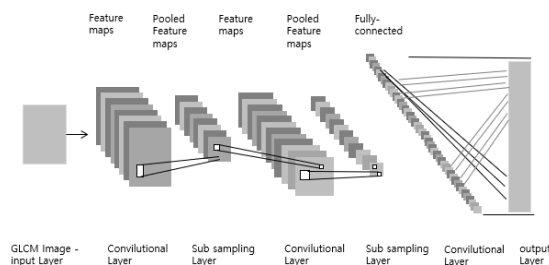 Feature
maps
Pooled
Feature
maps
Feature
maps
Pooled
Feature
maps
Fully-
connected
GLCM Image -
input Layer
Convilutional
Layer
Sub sampling
Layer
Convilutional
Layer
Sub sampling
Layer
Convilutional
Layer
output
Layer